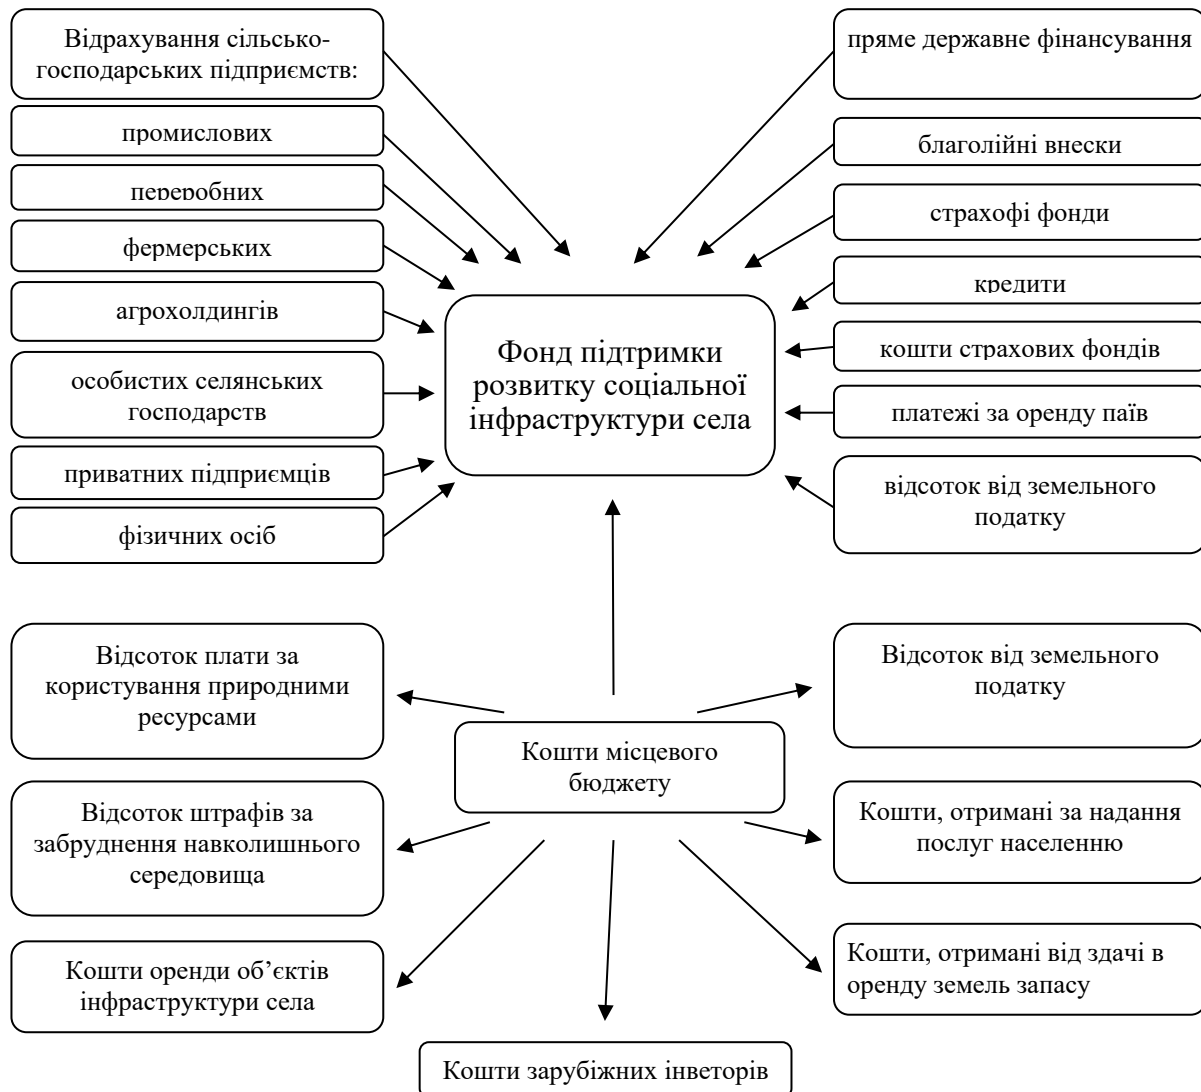 Відрахування сільсько-
господарських підприємств:
промислових
переробних
фермерських
агрохолдингів
особистих селянських
господарств
приватних підприємців
фізичних осіб
пряме державне фінансування
благолійні внески
страхофі фонди
кредити
кошти страхових фондів
платежі за оренду паїв
відсоток від земельного
податку
Фонд підтримки
розвитку соціальної
інфраструктури села
Відсоток плати за
користування природними
ресурсами
Відсоток штрафів за
забруднення навколишнього
середовища
Кошти оренди об’єктів
інфраструктури села
Кошти місцевого
бюджету
Відсоток від земельного
податку
Кошти, отримані за надання
послуг населенню
Кошти, отримані від здачі в
оренду земель запасу
Кошти зарубіжних інветорів